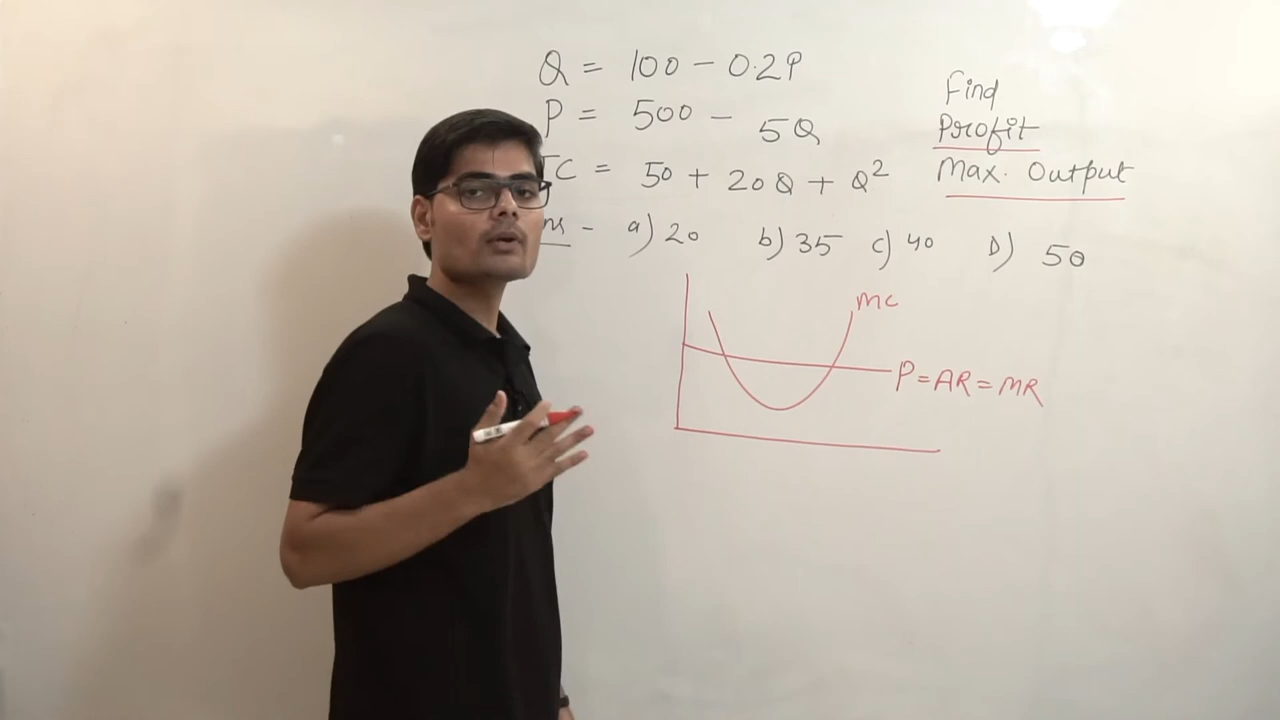 Q = 100 - 0.2P
P = 500 - 5Q
TC = 50 + 20Q + Q²
Find
Profit
Max. Output
- a) 20 b) 35 c) 40 D) 50
MC
P = AR = MR